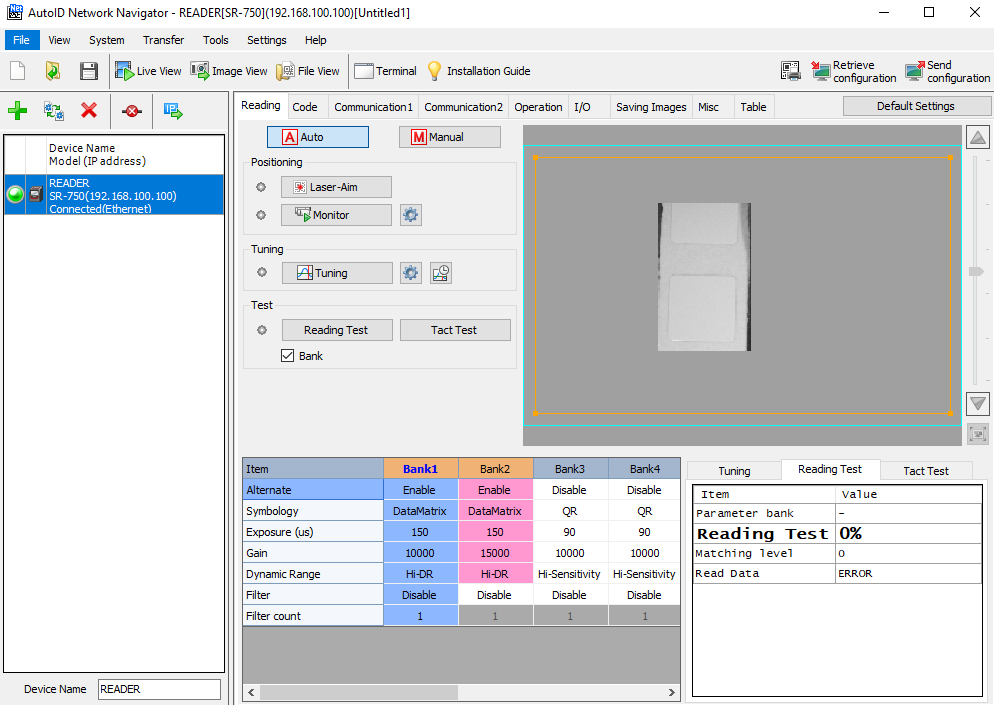 AutoID Network Navigator - READER[SR-750](192.168.100.100)[Untitled1]
File View System Transfer Tools Settings Help
Live View Image View File View Terminal Installation Guide Retrieve configuration Send configuration
Reading Code Communication1 Communication2 Operation I/O Saving Images Misc Table Default Settings
Device Name
Model (IP address)
READER
SR-750(192.168.100.100)
Connected(Ethernet)
Device Name READER
A Auto M Manual
Positioning
Laser-Aim
Monitor
Tuning
Tuning
Test
Reading Test Tact Test
Bank
Item Bank1 Bank2 Bank3 Bank4
Alternate Enable Enable Disable Disable
Symbology DataMatrix DataMatrix QR QR
Exposure (us) 150 150 90 90
Gain 10000 15000 10000 10000
Dynamic Range Hi-DR Hi-DR Hi-Sensitivity Hi-Sensitivity
Filter Disable Disable Disable Disable
Filter count 1 1 1 1
Tuning Reading Test Tact Test
Item Value
Parameter bank -
Reading Test 0%
Matching level 0
Read Data ERROR